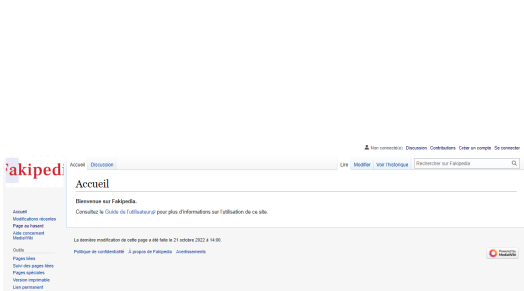 Non connecté(e) Discussion Contributions Créer un compte Se connecter
Fakipedia
Accueil Discussion Lire Modifier Voir l'historique Rechercher sur Fakipedia
Accueil
Bienvenue sur Fakipedia.
Consultez le Guide de l'utilisateur pour plus d'informations sur l'utilisation de ce site.
Accueil
Modifications récentes
Page au hasard
Aide concernant
MediaWiki
Outils
Pages liées
Suivi des pages liées
Pages spéciales
Version imprimable
Lien permanent
La dernière modification de cette page a été faite le 21 octobre 2022 à 14:00.
Politique de confidentialité À propos de Fakipedia Avertissements
Powered by
MediaWiki